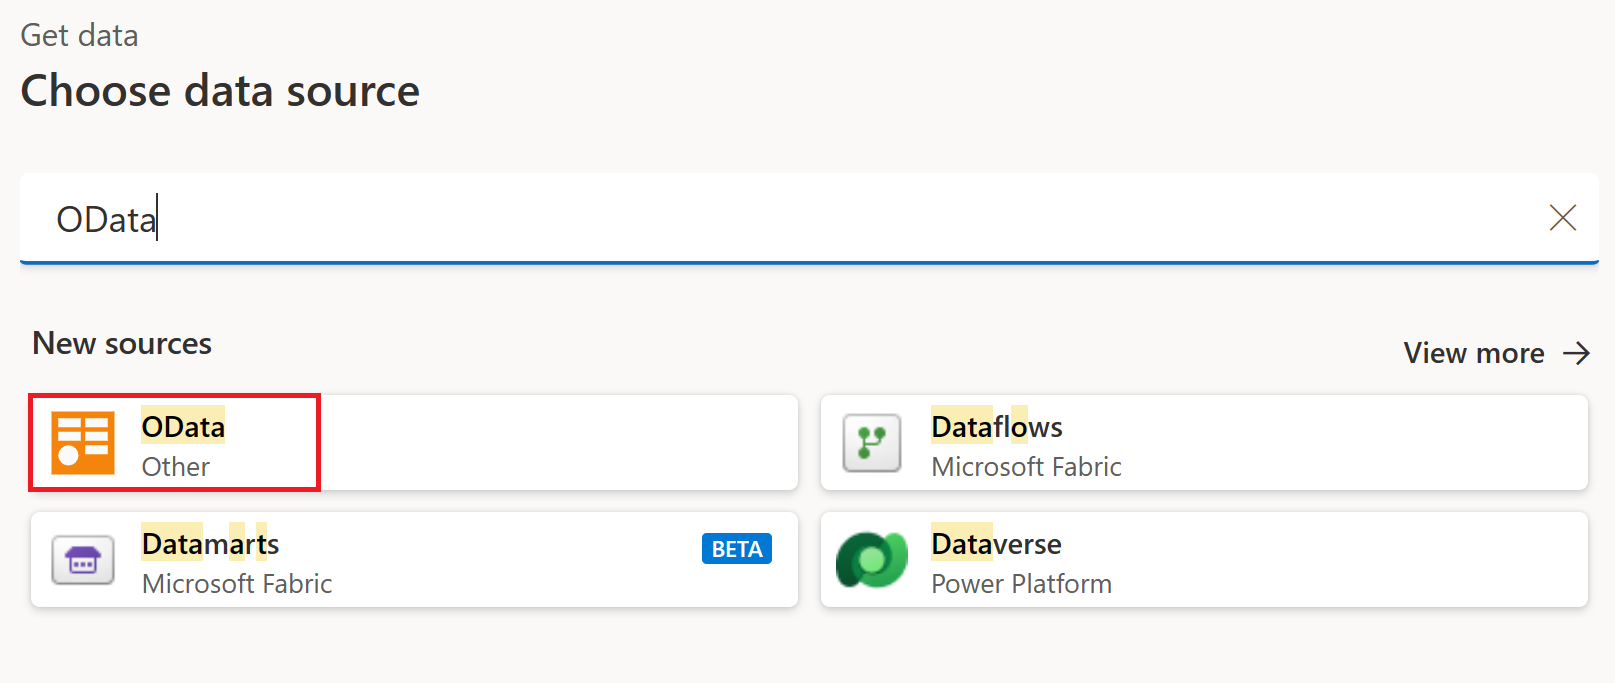 Get data
Choose data source
OData
New sources
View more
OData
Other
Dataflows
Microsoft Fabric
Datamarts
Microsoft Fabric
BETA
Dataverse
Power Platform